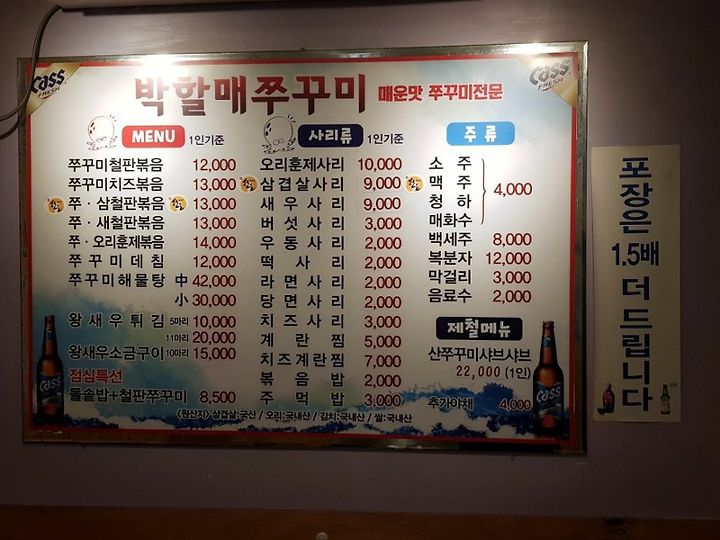 Cass FRESH
박할매쭈꾸미 매운맛 쭈꾸미전문
Cass FRESH
MENU 1인기준
쭈꾸미철판볶음 12,000
쭈꾸미치즈볶음 13,000
쭈·삼철판볶음 13,000
쭈·새철판볶음 13,000
쭈·오리훈제볶음 14,000
쭈꾸미데침 12,000
쭈꾸미해물탕 中 42,000
小 30,000
왕새우튀김 5마리 10,000
11마리 20,000
왕새우소금구이 10마리 15,000
점심특선
돌솥밥+철판쭈꾸미 8,500
사리류 1인기준
오리훈제사리 10,000
삼겹살사리 9,000
새우사리 9,000
버섯사리 3,000
우동사리 2,000
떡사리 2,000
라면사리 2,000
당면사리 2,000
치즈사리 3,000
계란찜 5,000
치즈계란찜 7,000
볶음밥 2,000
주먹밥 3,000
주류
소주
맥주
청하
매화수
4,000
백세주 8,000
복분자 12,000
막걸리 3,000
음료수 2,000
제철메뉴
산쭈꾸미샤브샤브
22,000 (1인)
추가야채 4,000
<원산지> 삼겹살:국산 / 오리:국내산 / 김치:국내산 / 쌀:국내산
Cass
Cass
포장은 1.5배 더 드립니다